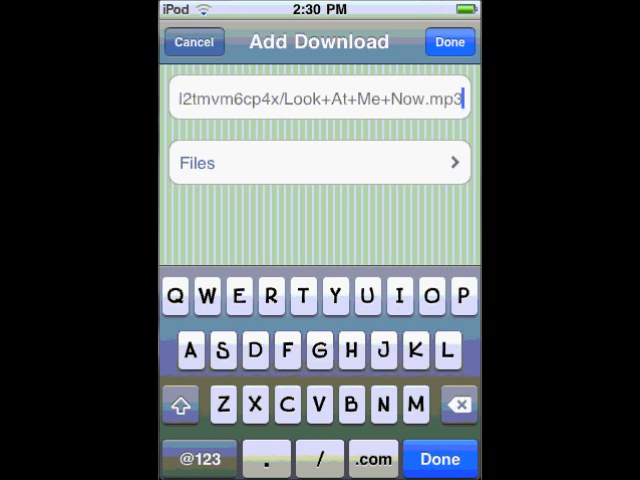 iPod 2:30 PM
Cancel Add Download Done
l2tmvm6cp4x/Look+At+Me+Now.mp3
Files
Q W E R T Y U I O P
A S D F G H J K L
Z X C V B N M
@123 . / .com Done